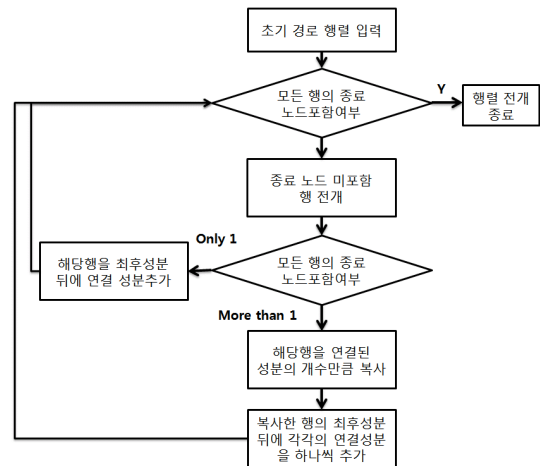 초기 경로 행렬 입력
모든 행의 종료
노드포함여부
Y
행렬 전개
종료
종료 노드 미포함
행 전개
Only 1
모든 행의 종료
노드포함여부
해당행을 최후성분
뒤에 연결 성분추가
More than 1
해당행을 연결된
성분의 개수만큼 복사
복사한 행의 최후성분
뒤에 각각의 연결성분
을 하나씩 추가